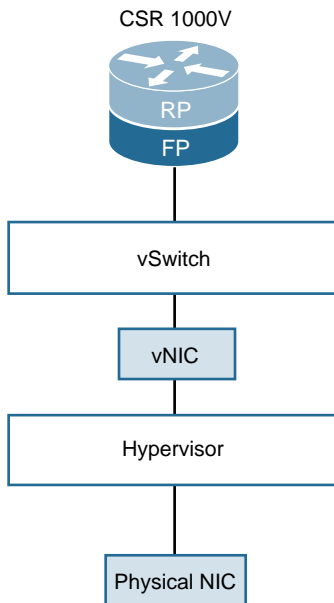 CSR 1000V
RP
FP
vSwitch
vNIC
Hypervisor
Physical NIC